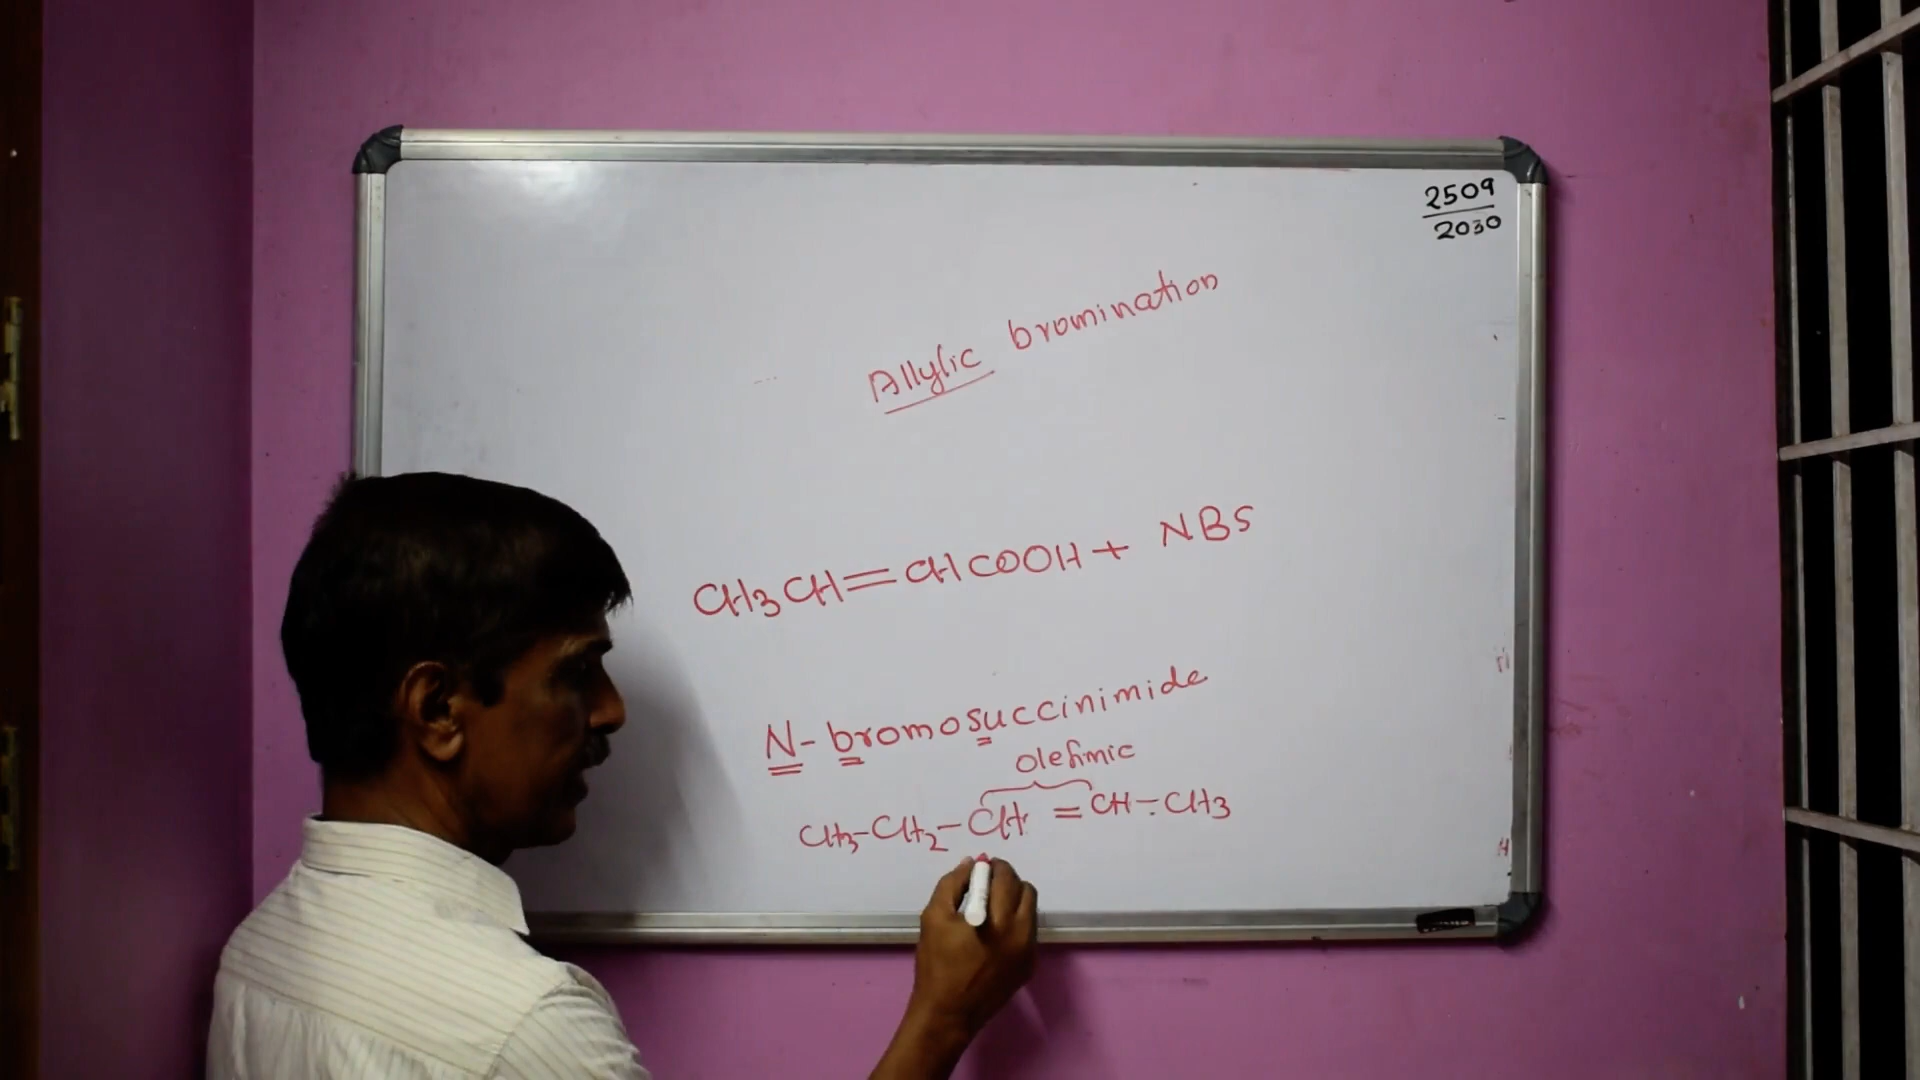 2509
2030
Allylic bromination
CH3CH=CHCOOH + NBS
N-bromosuccinimide
Olefinic
CH3-CH2-CH=CH-CH3